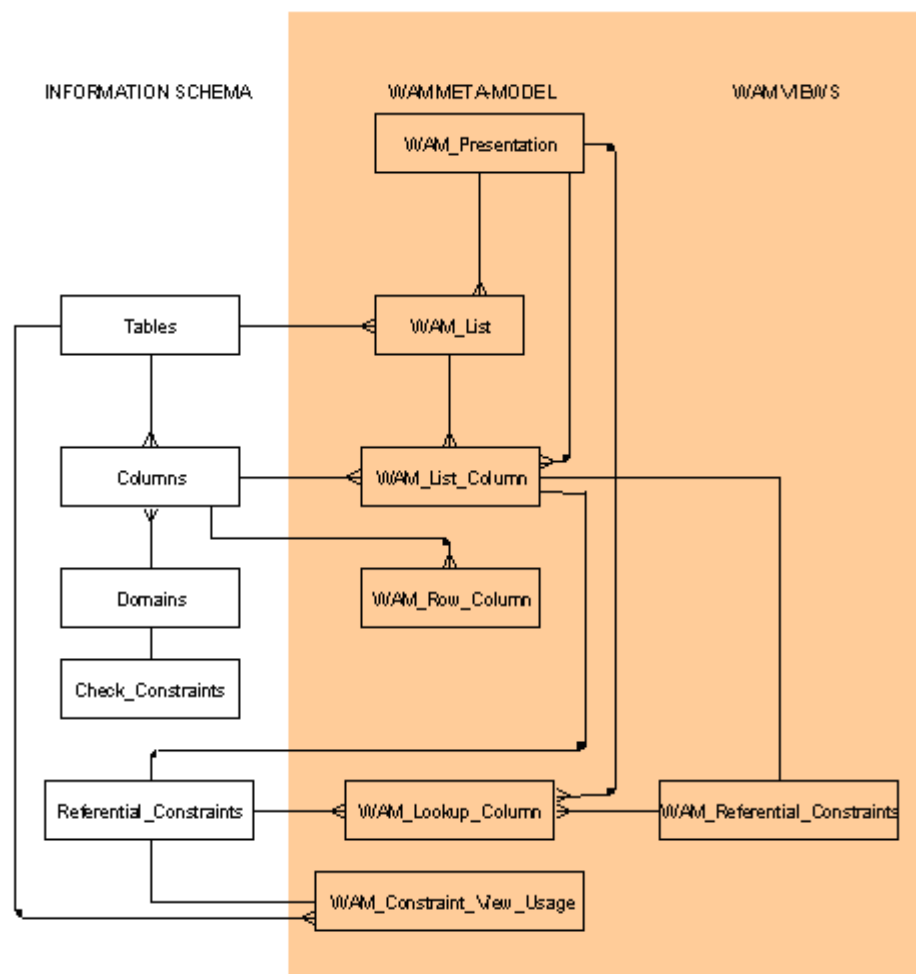 INFORMATION SCHEMA
WAM META-MODEL
WAM VIEWS
WAM_Presentation
Tables
WAM_List
Columns
WAM_List_Column
Domains
WAM_Row_Column
Check_Constraints
Referential_Constraints
WAM_Lookup_Column
WAM_Referential_Constraints
WAM_Constraint_View_Usage